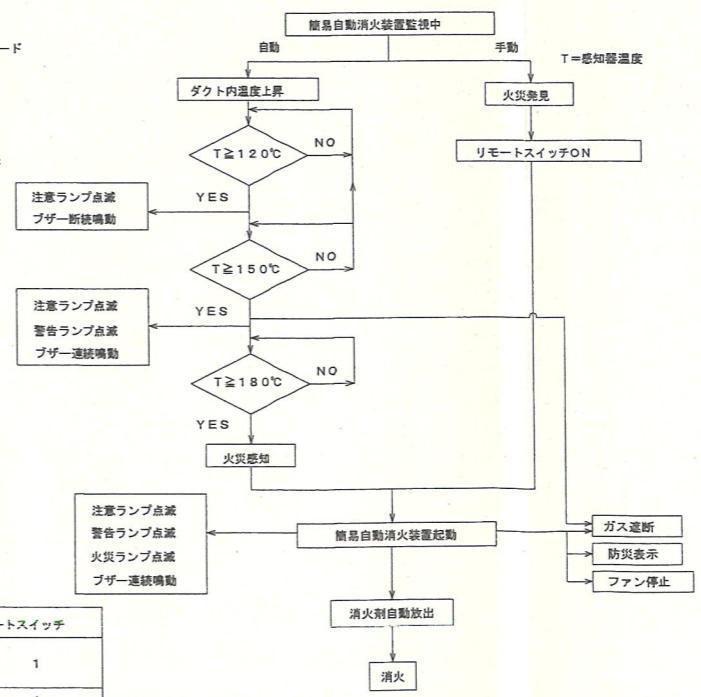 簡易自動消火装置監視中
ード
自動
手動
T=感知器温度
ダクト内温度上昇
火災発見
T≧120℃
NO
リモートスイッチON
YES
注意ランプ点滅
ブザー断続鳴動
T≧150℃
NO
YES
注意ランプ点滅
警告ランプ点滅
ブザー連続鳴動
T≧180℃
NO
YES
火災感知
注意ランプ点滅
警告ランプ点滅
火災ランプ点滅
ブザー連続鳴動
簡易自動消火装置起動
ガス遮断
防災表示
ファン停止
消火剤自動放出
ートスイッチ
1
消火